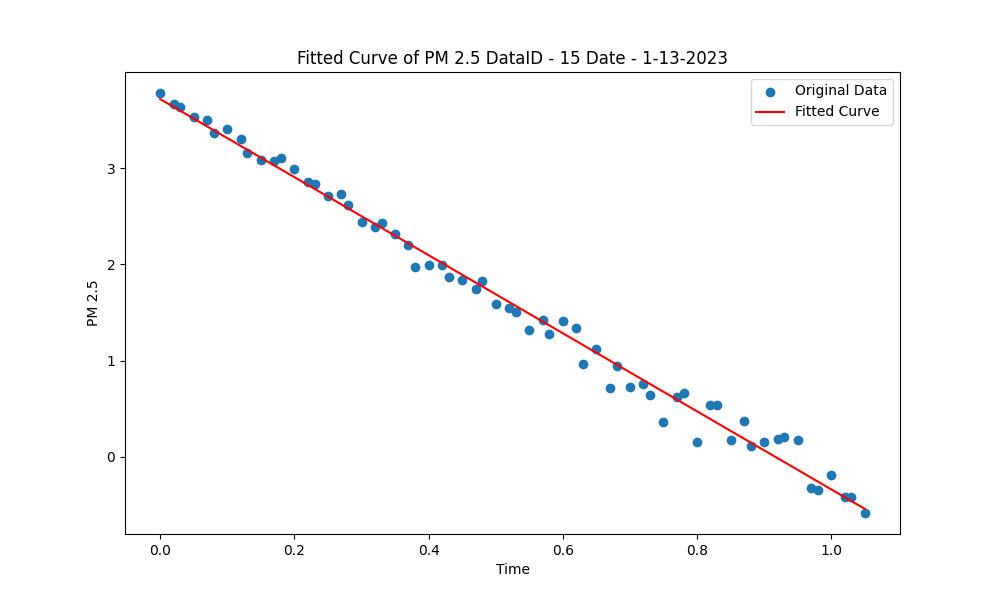 Fitted Curve of PM 2.5 DataID - 15 Date - 1-13-2023
Original Data
Fitted Curve
3
2
1
0
PM 2.5
0.0 0.2 0.4 0.6 0.8 1.0
Time